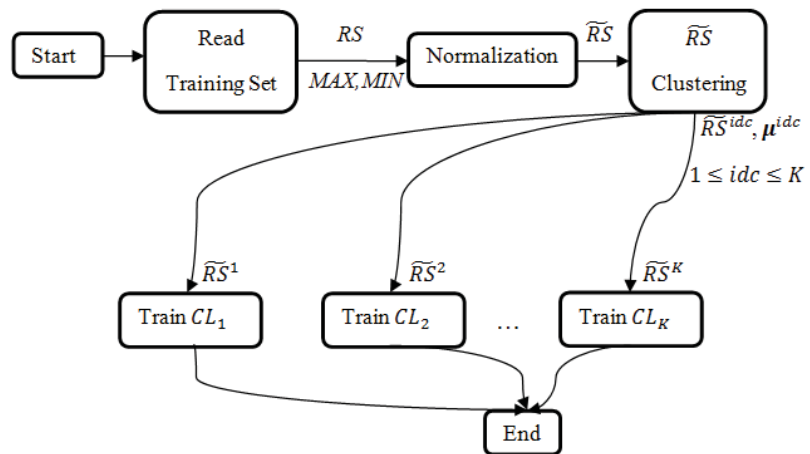 Start
Read
Training Set
RS
MAX,MIN
Normalization
R͠S
R͠S
Clustering
R͠S^idc, μ^idc
1 ≤ idc ≤ K
R͠S^1
R͠S^2
R͠S^K
Train CL_1
Train CL_2
...
Train CL_K
End